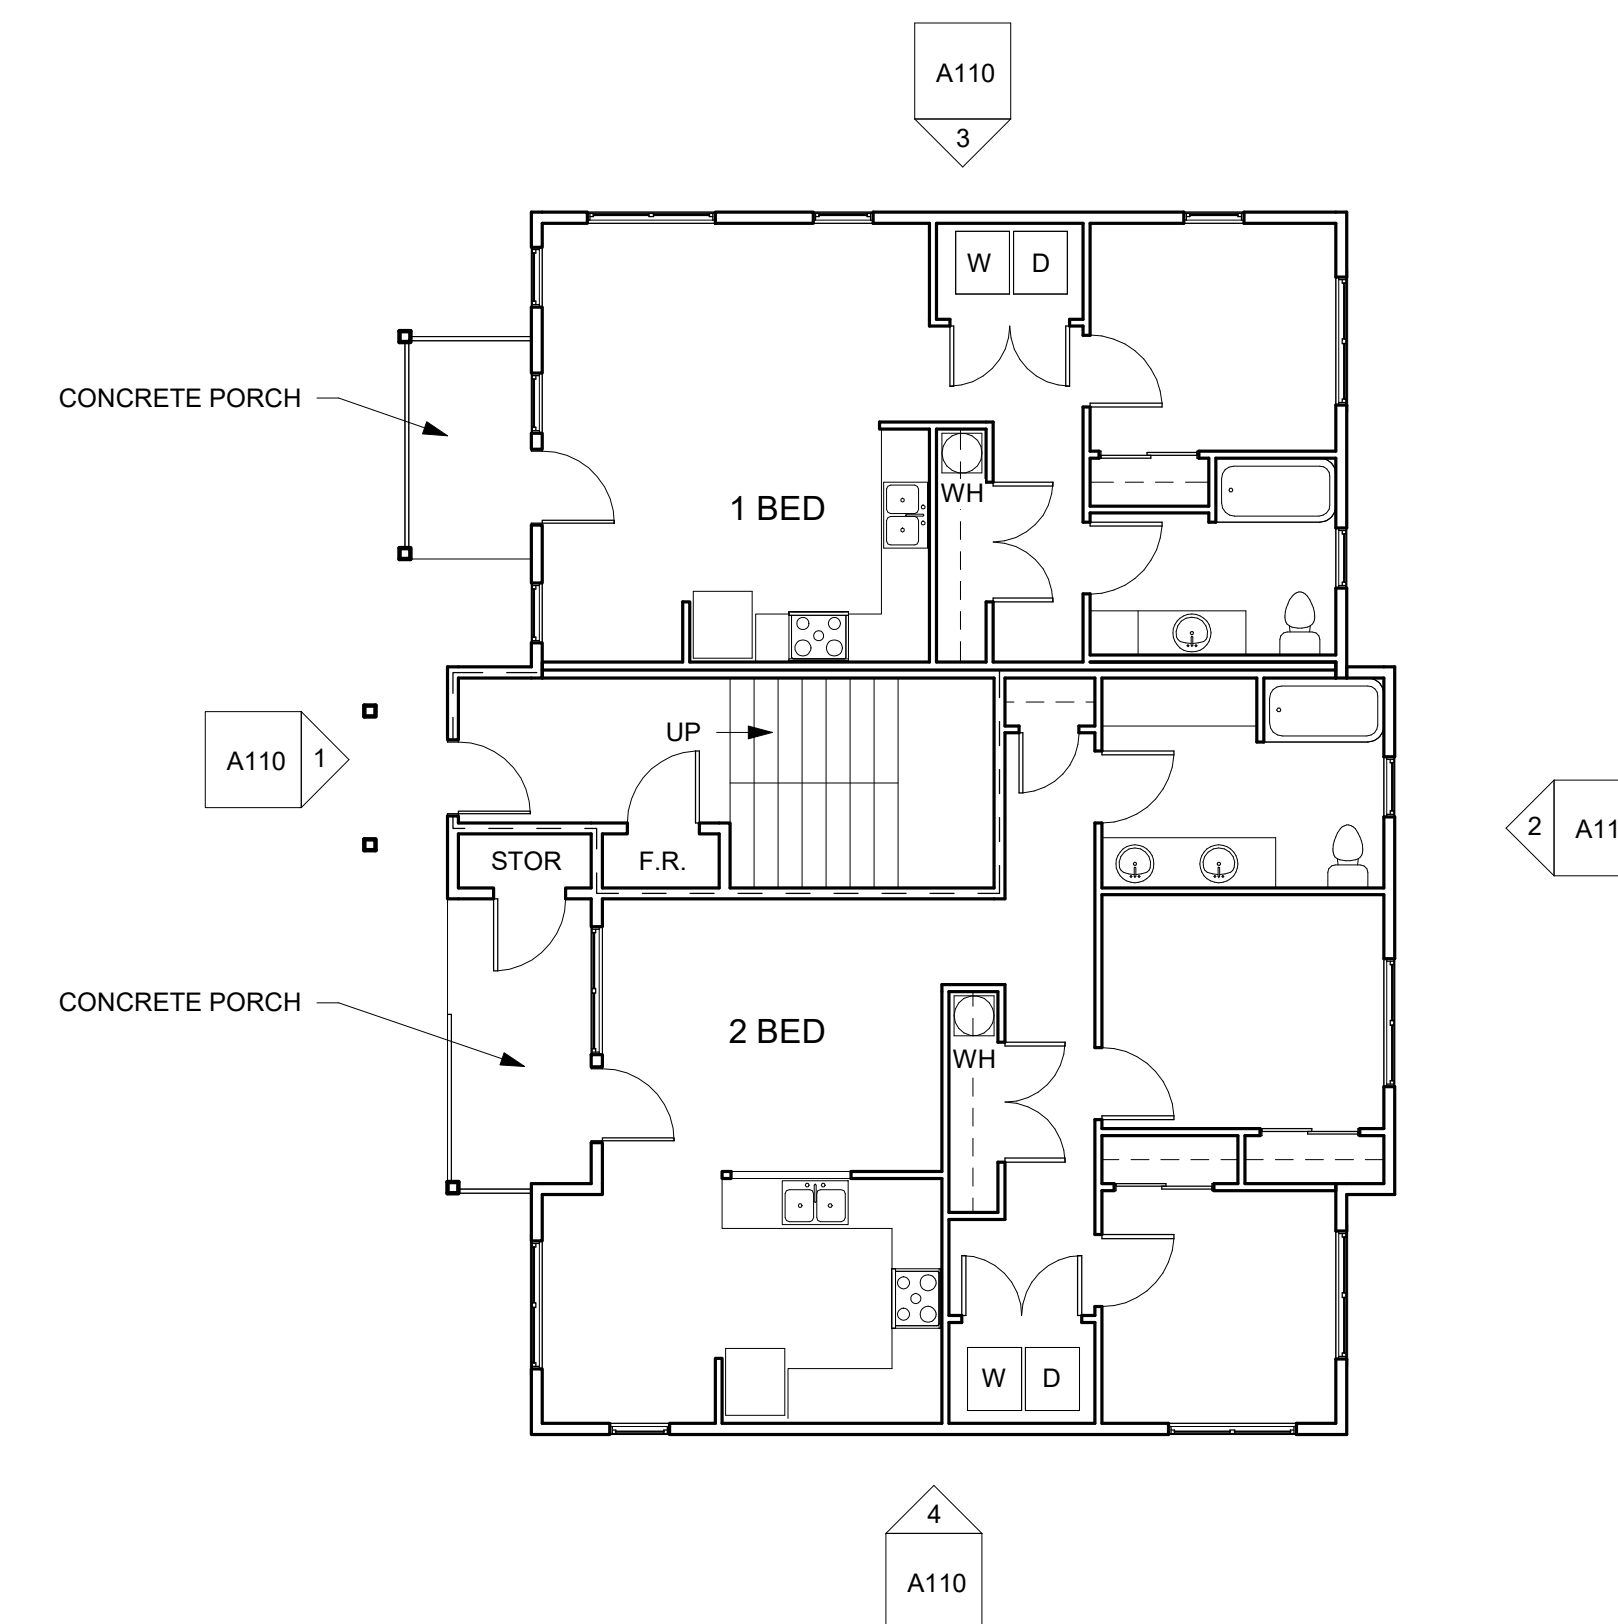 A110
3
W D
CONCRETE PORCH
WH
1 BED
UP
A110 1
2 A11
STOR F.R.
CONCRETE PORCH
2 BED
WH
W D
4
A110